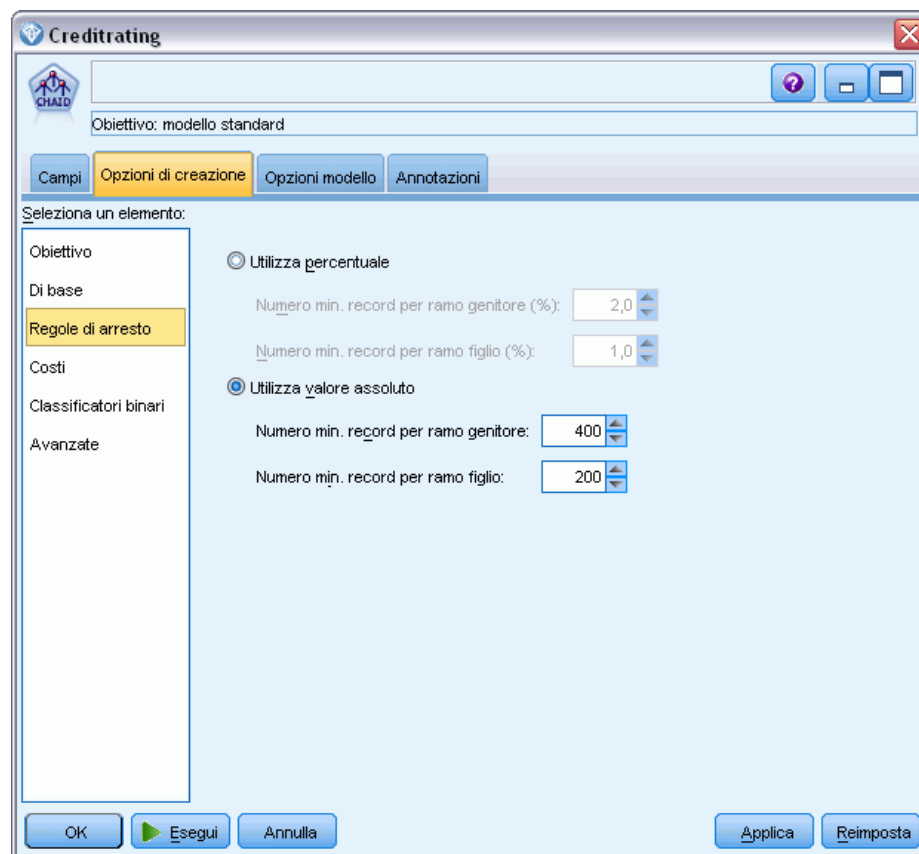 Creditrating
CHAID
Obiettivo: modello standard
Campi
Opzioni di creazione
Opzioni modello
Annotazioni
Seleziona un elemento:
Obiettivo
Di base
Regole di arresto
Costi
Classificatori binari
Avanzate
Utilizza percentuale
Numero min. record per ramo genitore (%): 2,0
Numero min. record per ramo figlio (%): 1,0
Utilizza valore assoluto
Numero min. record per ramo genitore: 400
Numero min. record per ramo figlio: 200
OK
Esegui
Annulla
Applica
Reimposta